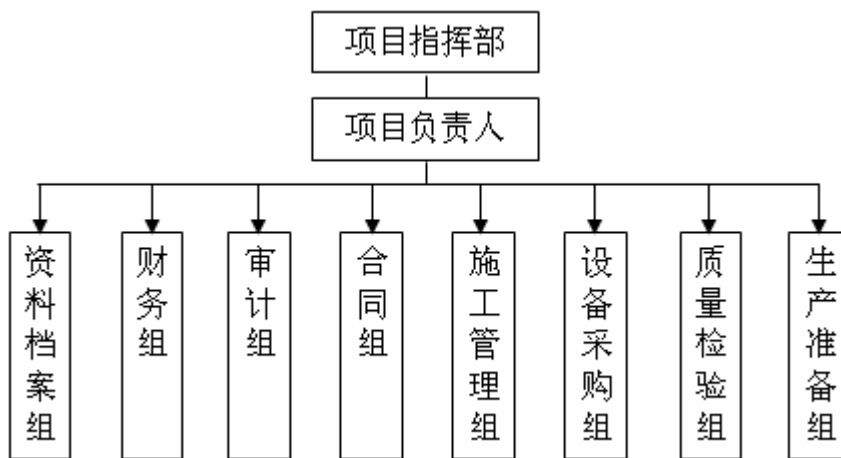 项目指挥部
项目负责人
资料档案组
财务组
审计组
合同组
施工管理组
设备采购组
质量检验组
生产准备组